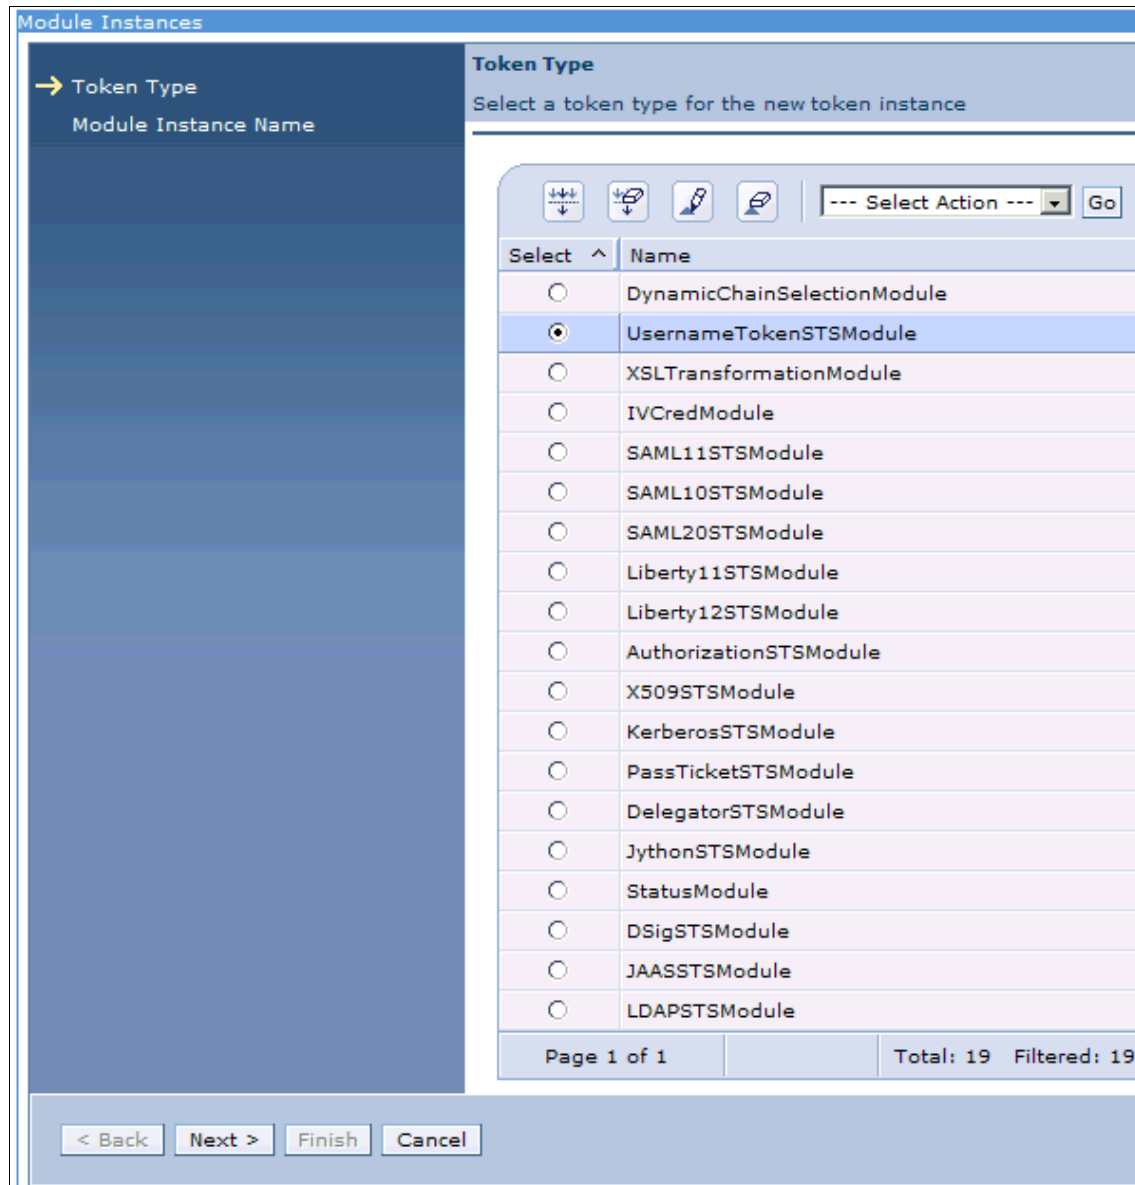 Module Instances
Token Type
Module Instance Name
Token Type
Select a token type for the new token instance
--- Select Action --- Go
Select ^ Name
DynamicChainSelectionModule
UsernameTokenSTSModule
XSLTransformationModule
IVCredModule
SAML11STSModule
SAML10STSModule
SAML20STSModule
Liberty11STSModule
Liberty12STSModule
AuthorizationSTSModule
X509STSModule
KerberosSTSModule
PassTicketSTSModule
DelegatorSTSModule
JythonSTSModule
StatusModule
DSigSTSModule
JAASSTSModule
LDAPSTSModule
Page 1 of 1 Total: 19 Filtered: 19
< Back Next > Finish Cancel